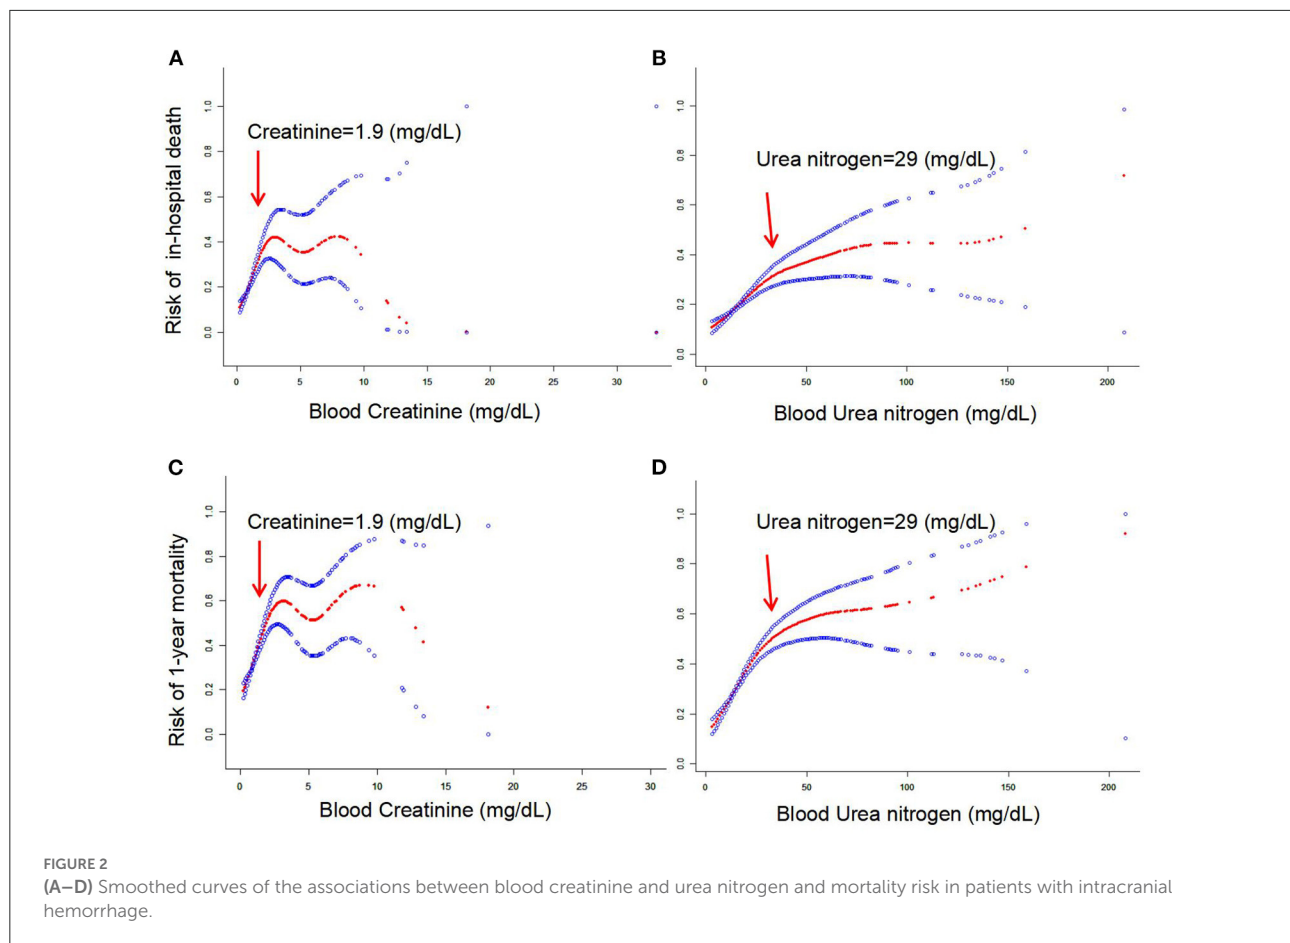 A
Risk of in-hospital death
1.0
0.8
0.6
0.4
0.2
0.0
Creatinine=1.9 (mg/dL)
0 5 10 15 20 25 30
Blood Creatinine (mg/dL)
B
1.0
0.8
0.6
0.4
0.2
0.0
Urea nitrogen=29 (mg/dL)
0 50 100 150 200
Blood Urea nitrogen (mg/dL)
C
Risk of 1-year mortality
1.0
0.8
0.6
0.4
0.2
0.0
Creatinine=1.9 (mg/dL)
0 5 10 15 20 25 30
Blood Creatinine (mg/dL)
D
1.0
0.8
0.6
0.4
0.2
0.0
Urea nitrogen=29 (mg/dL)
0 50 100 150 200
Blood Urea nitrogen (mg/dL)
FIGURE 2
(A–D) Smoothed curves of the associations between blood creatinine and urea nitrogen and mortality risk in patients with intracranial
hemorrhage.